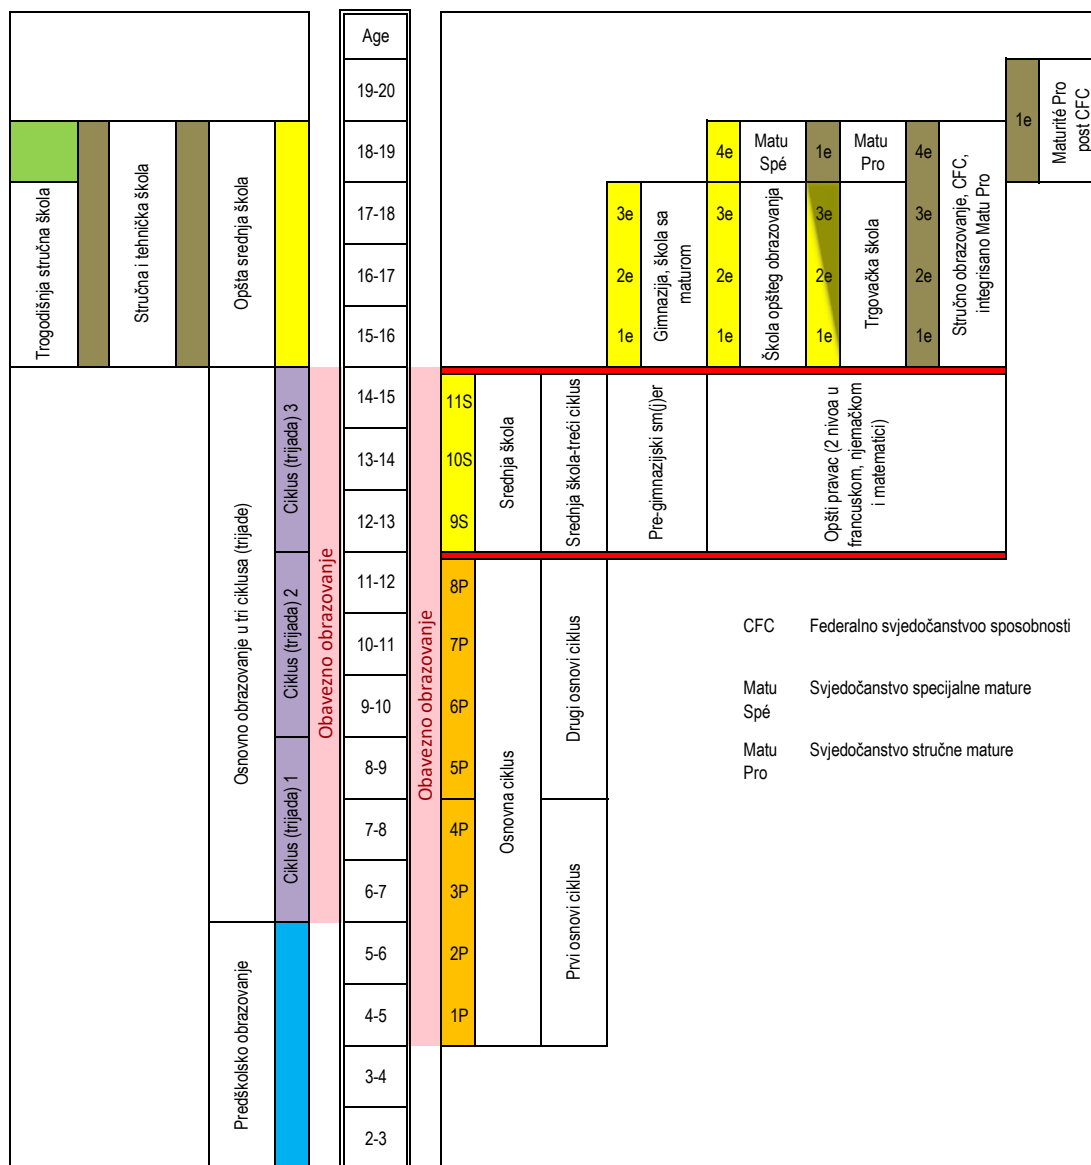 Age
19-20
18-19
17-18
16-17
15-16
14-15
13-14
12-13
11-12
10-11
9-10
8-9
7-8
6-7
5-6
4-5
3-4
2-3
Trogodišnja stručna škola
Stručna i tehnička škola
Opšta srednja škola
Osnovno obrazovanje u tri ciklusa (trijade)
Ciklus (trijada) 3
Ciklus (trijada) 2
Ciklus (trijada) 1
Predškolsko obrazovanje
Obavezno obrazovanje
Obavezno obrazovanje
11S
10S
9S
8P
7P
6P
5P
4P
3P
2P
1P
Srednja škola
Osnovna ciklus
Srednja škola-treći ciklus
Drugi osnovi ciklus
Prvi osnovi ciklus
Pre-gimnazijski sm(j)er
Opšti pravac (2 nivoa u
francuskom, njemačkom
i matematici)
3e
2e
1e
Gimnazija, škola sa
maturom
4e
3e
2e
1e
Matu
Spé
Škola opšteg obrazovanja
1e
3e
2e
1e
Matu
Pro
Trgovačka škola
4e
3e
2e
1e
Stručno obrazovanje, CFC,
integrisano Matu Pro
1e
Maturité Pro
post CFC
CFC Federalno svjedočanstvoo sposobnosti
Matu Svjedočanstvo specijalne mature
Spé
Matu Svjedočanstvo stručne mature
Pro